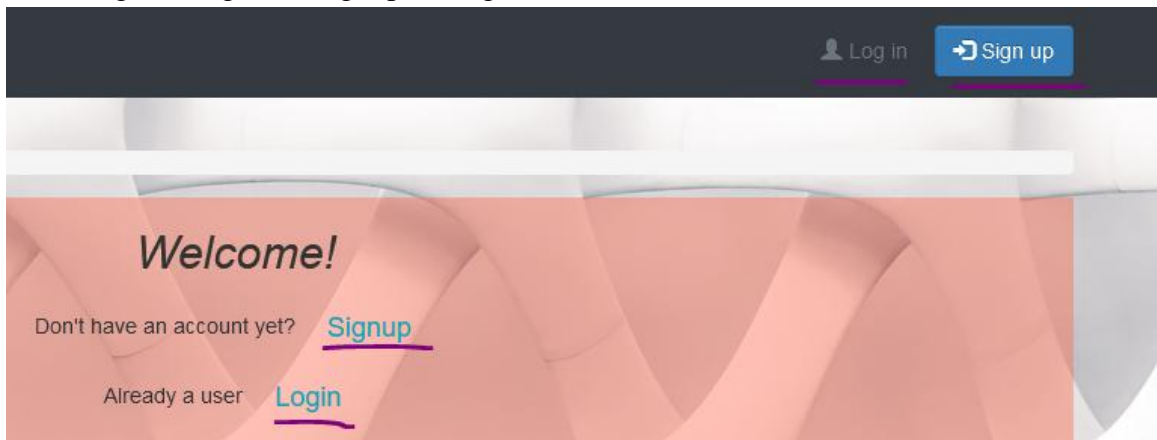 Log in Sign up
Welcome!
Don't have an account yet? Signup
Already a user Login